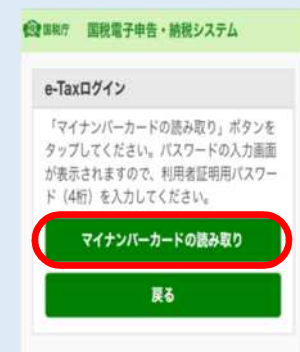 国税庁 国税電子申告・納税システム
e-Taxログイン
「マイナンバーカードの読み取り」ボタンを
タップしてください。パスワードの入力画面
が表示されますので、利用者証明用パスワー
ド（4桁）を入力してください。
マイナンバーカードの読み取り
戻る